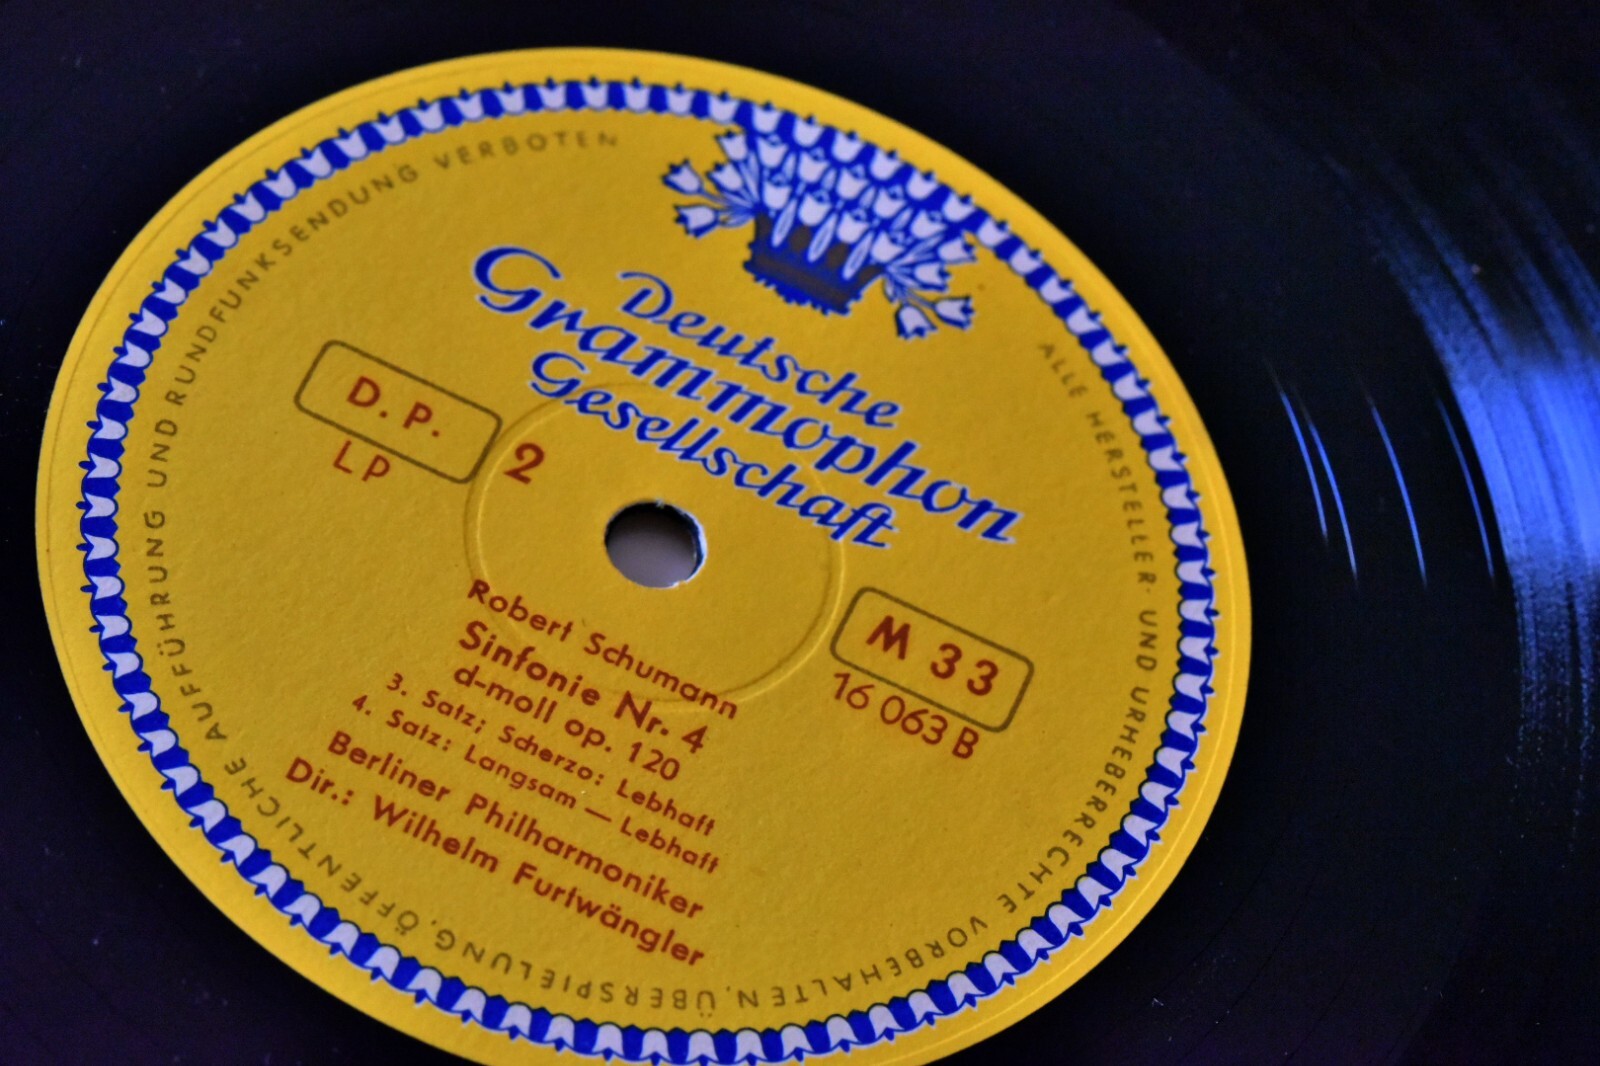 Deutsche
Grammophon
Gesellschaft
D. P.
LP
2
M 33
16 063 B
Robert Schumann
Sinfonie Nr. 4
d-moll op. 120
3. Satz; Scherzo: Lebhaft
4. Satz: Langsam — Lebhaft
Berliner Philharmoniker
Dir.: Wilhelm Furtwängler
ALLE HERSTELLER- UND URHEBERRECHTE VORBEHALTEN. ÜBERSPIELUNG, ÖFFENTLICHE AUFFÜHRUNG UND RUNDFUNKSENDUNG VERBOTEN